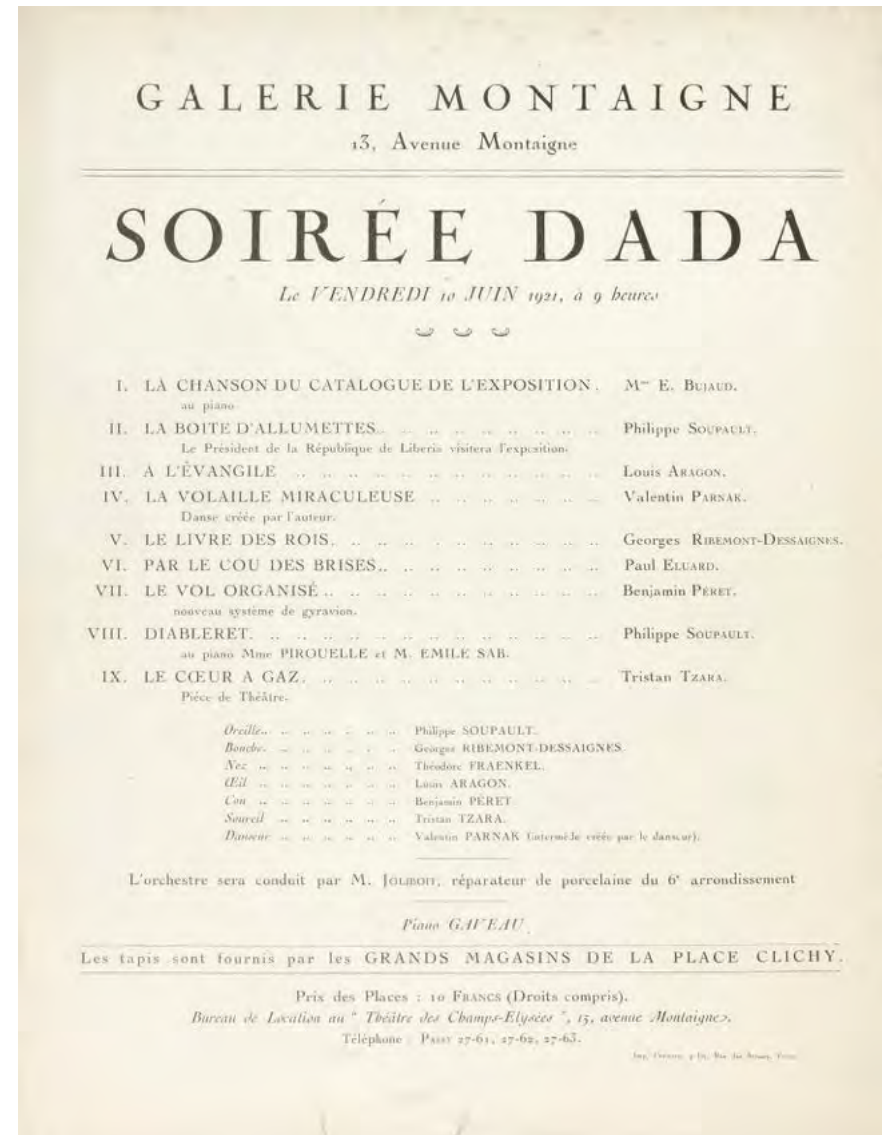 GALERIE MONTAIGNE
13, Avenue Montaigne
SOIRÉE DADA
Le VENDREDI 10 JUIN 1921, à 9 heures
I. LA CHANSON DU CATALOGUE DE L'EXPOSITION. Mme E. BUJAUD.
au piano
II. LA BOITE D'ALLUMETTES.. .. .. .. .. .. .. .. .. Philippe SOUPAULT.
Le Président de la République de Liberia visitera l'exposition.
III. A L'ÉVANGILE .. .. .. .. .. .. .. .. .. .. .. Louis ARAGON.
IV. LA VOLAILLE MIRACULEUSE .. .. .. .. .. .. .. Valentin PARNAK.
Danse créée par l'auteur.
V. LE LIVRE DES ROIS. .. .. .. .. .. .. .. .. .. .. Georges RIBEMONT-DESSAIGNES.
VI. PAR LE COU DES BRISES.. .. .. .. .. .. .. .. .. Paul ELUARD.
VII. LE VOL ORGANISÉ .. .. .. .. .. .. .. .. .. .. .. Benjamin PÉRET.
nouveau système de gyravion.
VIII. DIABLERET. .. .. .. .. .. .. .. .. .. .. .. .. .. Philippe SOUPAULT.
au piano Mme PIROUELLE et M. EMILE SAB.
IX. LE CŒUR A GAZ. .. .. .. .. .. .. .. .. .. .. .. Tristan TZARA.
Piéce de Théâtre.
Oreille.. .. .. .. .. .. .. Philippe SOUPAULT.
Bouche. .. .. .. .. .. .. Georges RIBEMONT-DESSAIGNES.
Nez .. .. .. .. .. .. .. Théodore FRAENKEL.
Œil .. .. .. .. .. .. .. Louis ARAGON.
Cou .. .. .. .. .. .. .. Benjamin PÉRET
Sourcil .. .. .. .. .. .. Tristan TZARA.
Danseur .. .. .. .. .. .. Valentin PARNAK (intermède créée par le danseur).
L'orchestre sera conduit par M. JOLIBOIT, réparateur de porcelaine du 6e arrondissement
Piano GAVEAU.
Les tapis sont fournis par les GRANDS MAGASINS DE LA PLACE CLICHY.
Prix des Places : 10 FRANCS (Droits compris).
Bureau de Location au " Théâtre des Champs-Elysées ", 15, avenue Montaigne.
Téléphone : PASSY 27-61, 27-62, 27-63.